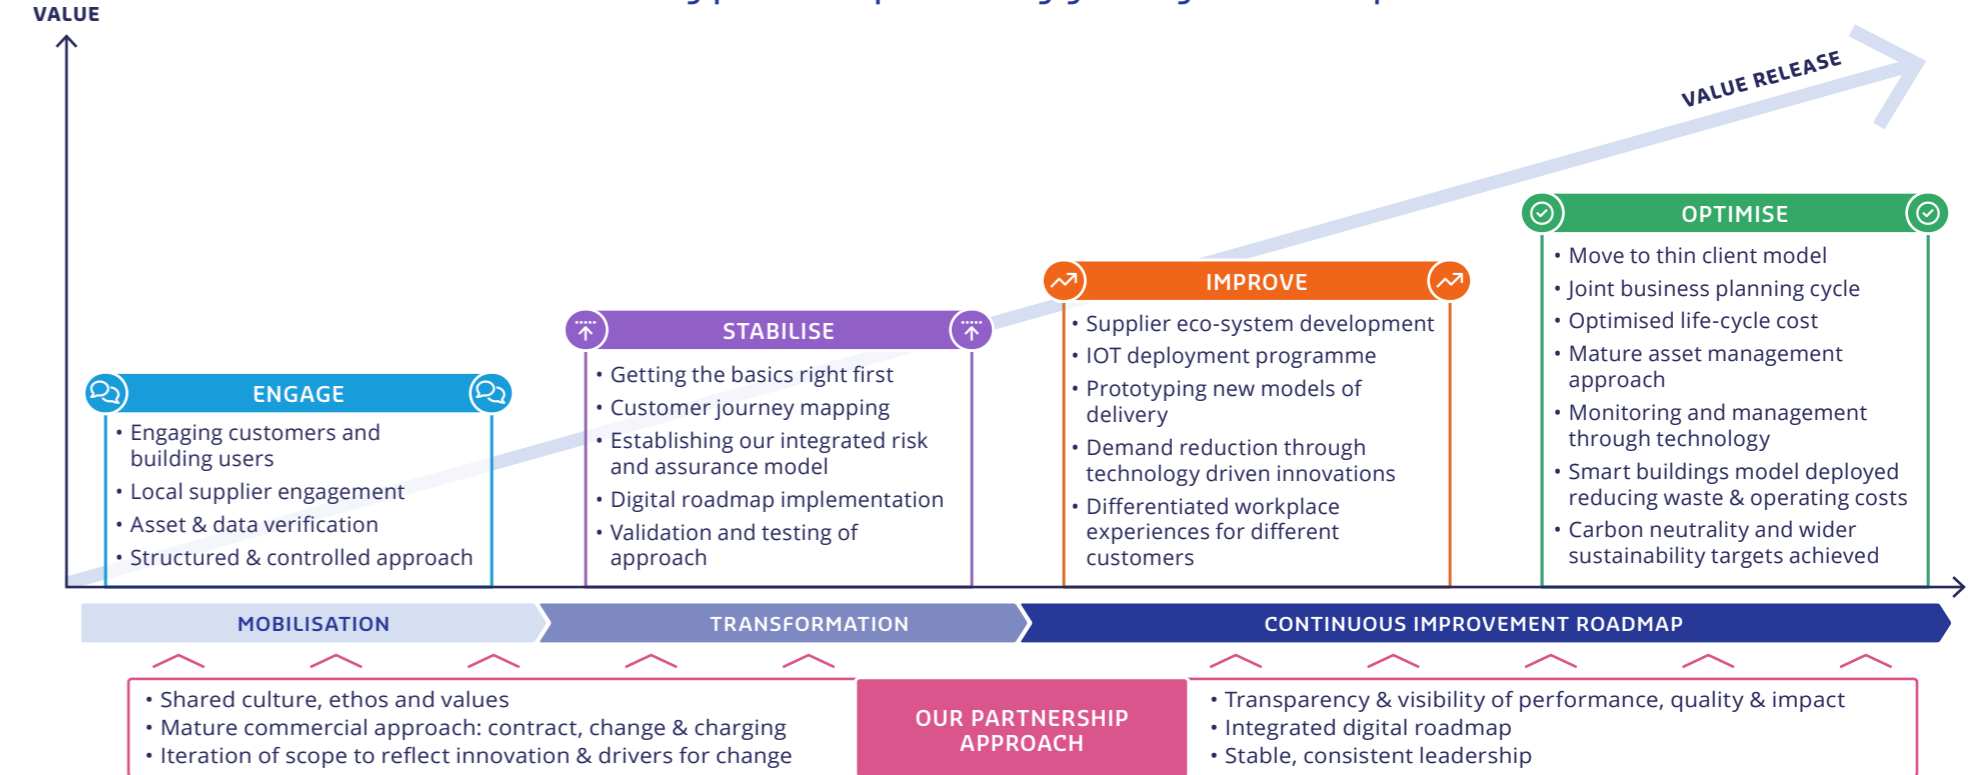 VALUE
VALUE RELEASE
ENGAGE
• Engaging customers and
building users
• Local supplier engagement
• Asset & data verification
• Structured & controlled approach
STABILISE
• Getting the basics right first
• Customer journey mapping
• Establishing our integrated risk
and assurance model
• Digital roadmap implementation
• Validation and testing of
approach
IMPROVE
• Supplier eco-system development
• IOT deployment programme
• Prototyping new models of
delivery
• Demand reduction through
technology driven innovations
• Differentiated workplace
experiences for different
customers
OPTIMISE
• Move to thin client model
• Joint business planning cycle
• Optimised life-cycle cost
• Mature asset management
approach
• Monitoring and management
through technology
• Smart buildings model deployed
reducing waste & operating costs
• Carbon neutrality and wider
sustainability targets achieved
MOBILISATION
TRANSFORMATION
CONTINUOUS IMPROVEMENT ROADMAP
• Shared culture, ethos and values
• Mature commercial approach: contract, change & charging
• Iteration of scope to reflect innovation & drivers for change
OUR PARTNERSHIP
APPROACH
• Transparency & visibility of performance, quality & impact
• Integrated digital roadmap
• Stable, consistent leadership